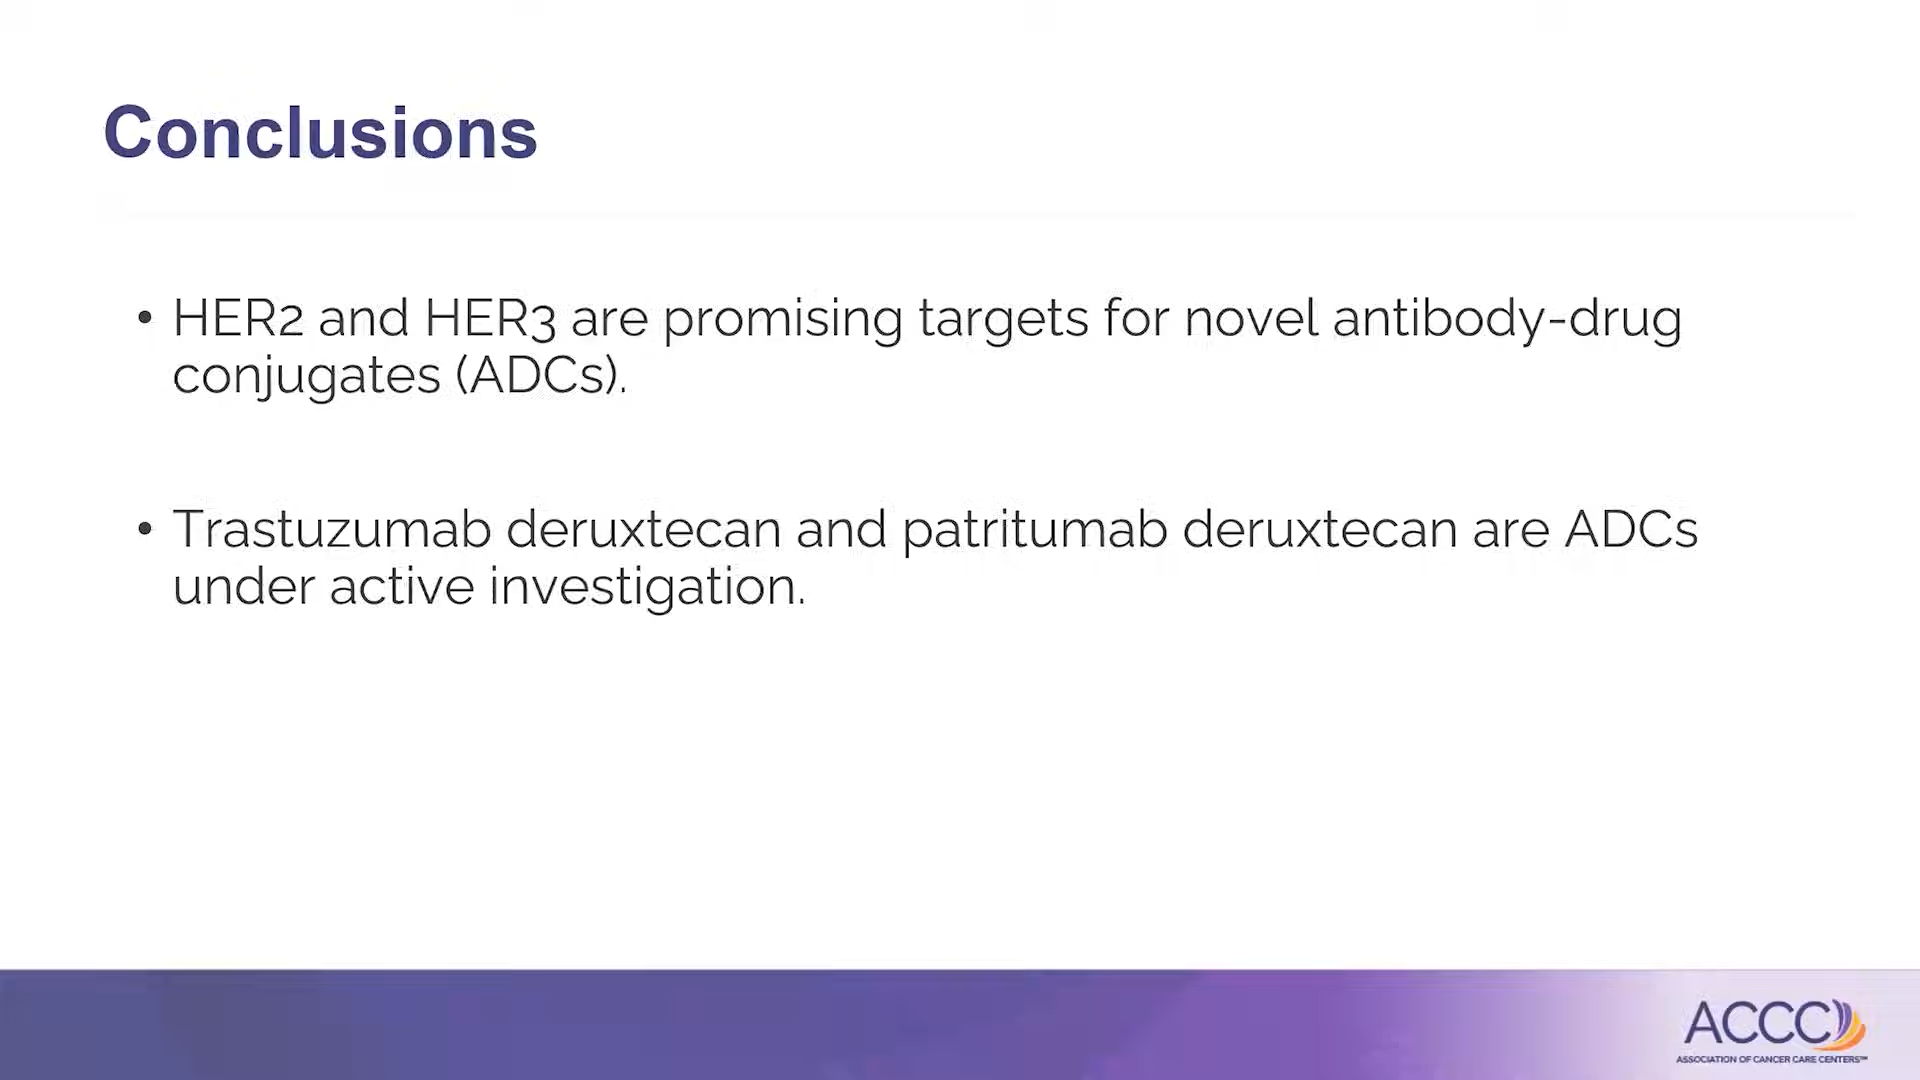 Conclusions
• HER2 and HER3 are promising targets for novel antibody-drug
conjugates (ADCs).
• Trastuzumab deruxtecan and patritumab deruxtecan are ADCs
under active investigation.
ACCC
ASSOCIATION OF CANCER CARE CENTERS™